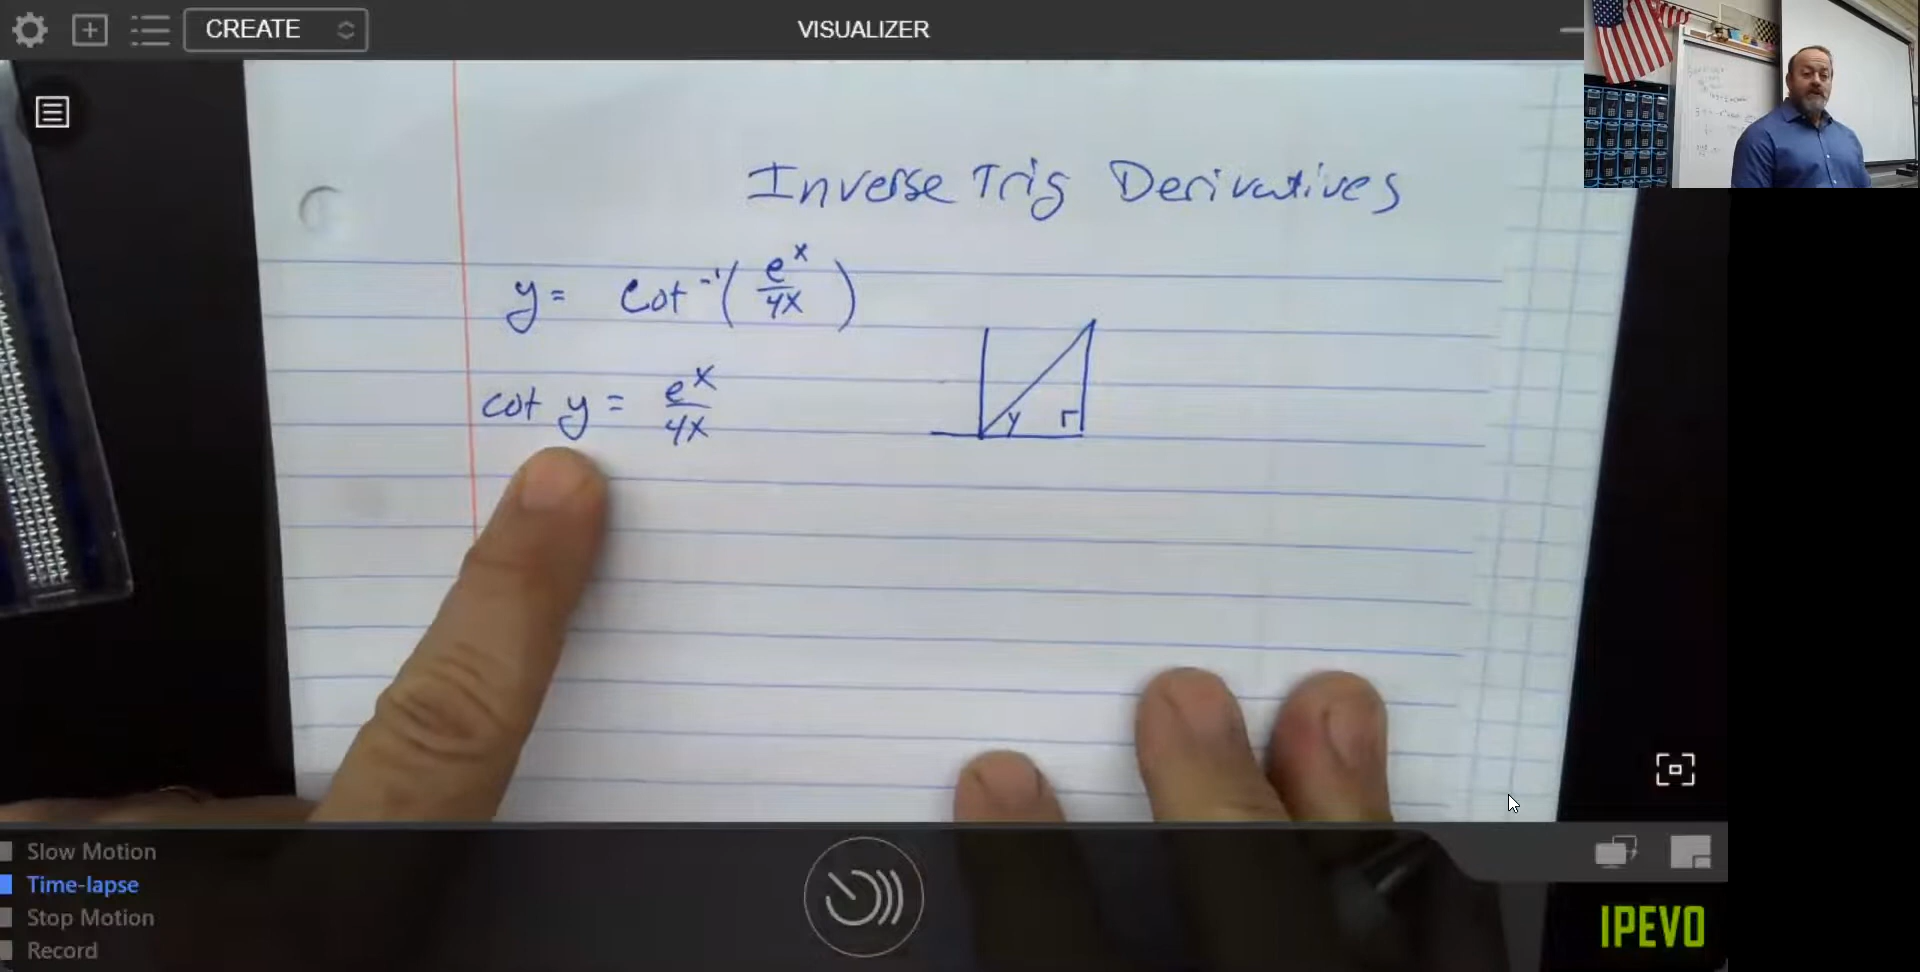 CREATE
VISUALIZER
Inverse Trig Derivatives
y = cot⁻¹(eˣ/4x)
cot y = eˣ/4x
y
Slow Motion
Time-lapse
Stop Motion
Record
IPEVO